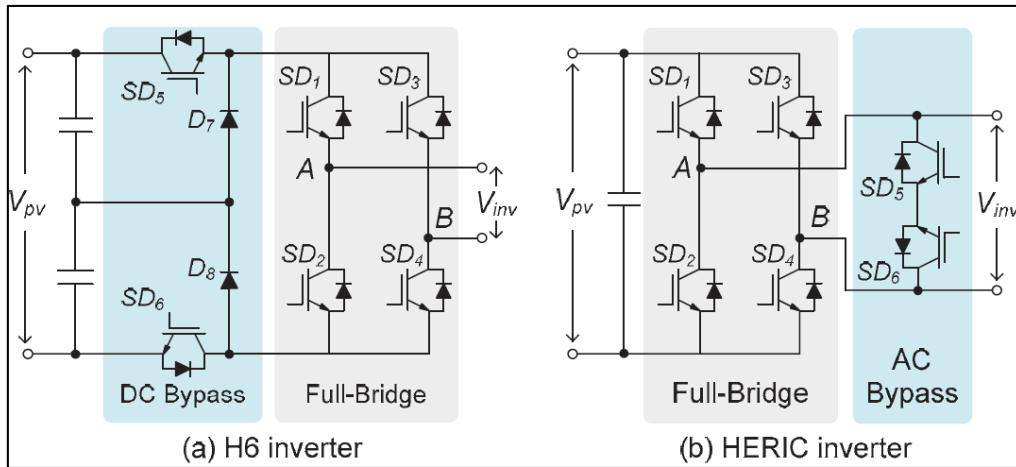 SD5
D7
Vpv
D8
SD6
DC Bypass
SD1
SD3
A
Vinv
B
SD2
SD4
Full-Bridge
(a) H6 inverter
SD1
SD3
Vpv
A
B
SD2
SD4
Full-Bridge
SD5
Vinv
SD6
AC
Bypass
(b) HERIC inverter